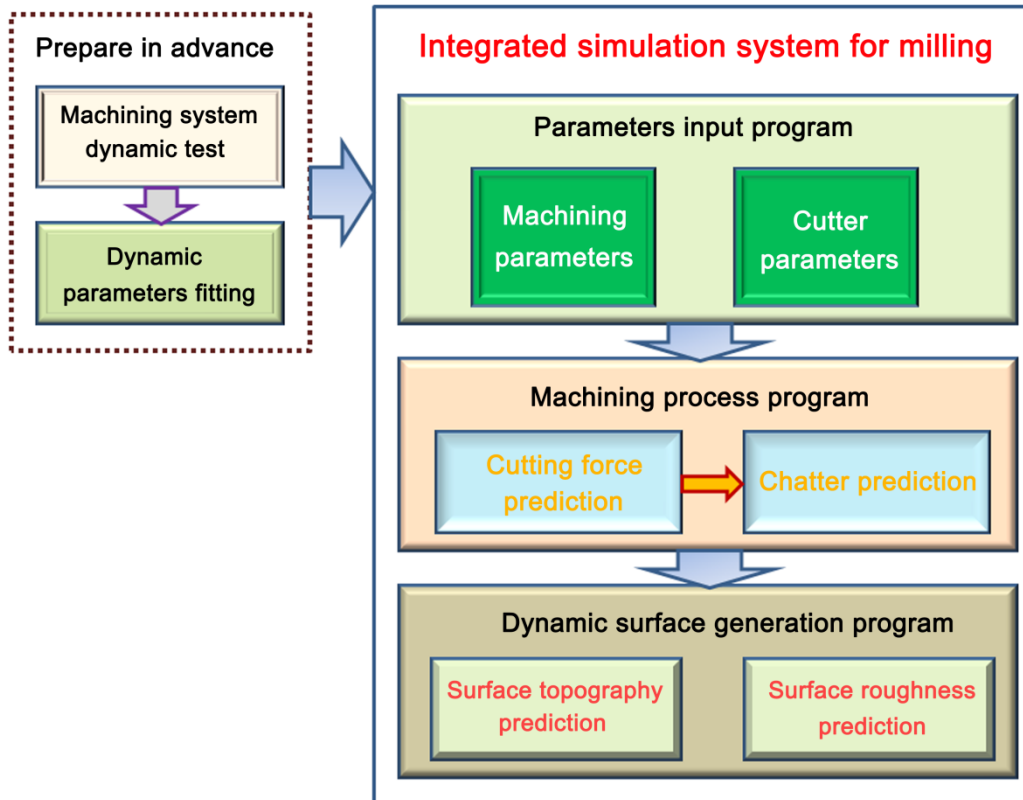 Prepare in advance
Machining system
dynamic test
Dynamic
parameters fitting
Integrated simulation system for milling
Parameters input program
Machining
parameters
Cutter
parameters
Machining process program
Cutting force
prediction
Chatter prediction
Dynamic surface generation program
Surface topography
prediction
Surface roughness
prediction